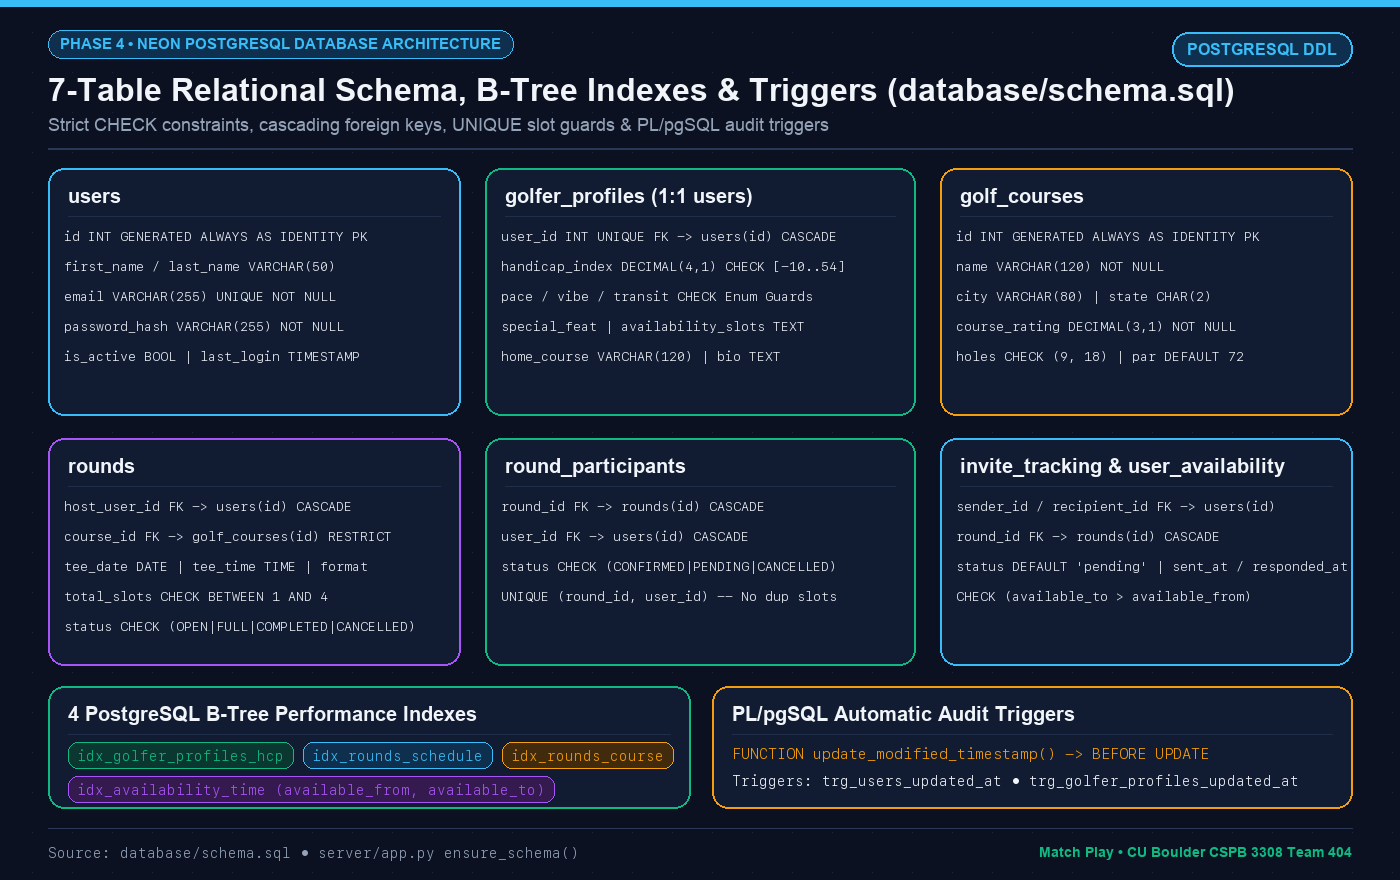 PHASE 4 • NEON POSTGRESQL DATABASE ARCHITECTURE
POSTGRESQL DDL
7-Table Relational Schema, B-Tree Indexes & Triggers (database/schema.sql)
Strict CHECK constraints, cascading foreign keys, UNIQUE slot guards & PL/pgSQL audit triggers
users
id INT GENERATED ALWAYS AS IDENTITY PK
first_name / last_name VARCHAR(50)
email VARCHAR(255) UNIQUE NOT NULL
password_hash VARCHAR(255) NOT NULL
is_active BOOL | last_login TIMESTAMP
golfer_profiles (1:1 users)
user_id INT UNIQUE FK -> users(id) CASCADE
handicap_index DECIMAL(4,1) CHECK [-10..54]
pace / vibe / transit CHECK Enum Guards
special_feat | availability_slots TEXT
home_course VARCHAR(120) | bio TEXT
golf_courses
id INT GENERATED ALWAYS AS IDENTITY PK
name VARCHAR(120) NOT NULL
city VARCHAR(80) | state CHAR(2)
course_rating DECIMAL(3,1) NOT NULL
holes CHECK (9, 18) | par DEFAULT 72
rounds
host_user_id FK -> users(id) CASCADE
course_id FK -> golf_courses(id) RESTRICT
tee_date DATE | tee_time TIME | format
total_slots CHECK BETWEEN 1 AND 4
status CHECK (OPEN|FULL|COMPLETED|CANCELLED)
round_participants
round_id FK -> rounds(id) CASCADE
user_id FK -> users(id) CASCADE
status CHECK (CONFIRMED|PENDING|CANCELLED)
UNIQUE (round_id, user_id) -- No dup slots
invite_tracking & user_availability
sender_id / recipient_id FK -> users(id)
round_id FK -> rounds(id) CASCADE
status DEFAULT 'pending' | sent_at / responded_at
CHECK (available_to > available_from)
4 PostgreSQL B-Tree Performance Indexes
idx_golfer_profiles_hcp
idx_rounds_schedule
idx_rounds_course
idx_availability_time (available_from, available_to)
PL/pgSQL Automatic Audit Triggers
FUNCTION update_modified_timestamp() -> BEFORE UPDATE
Triggers: trg_users_updated_at • trg_golfer_profiles_updated_at
Source: database/schema.sql • server/app.py ensure_schema()
Match Play • CU Boulder CSPB 3308 Team 404